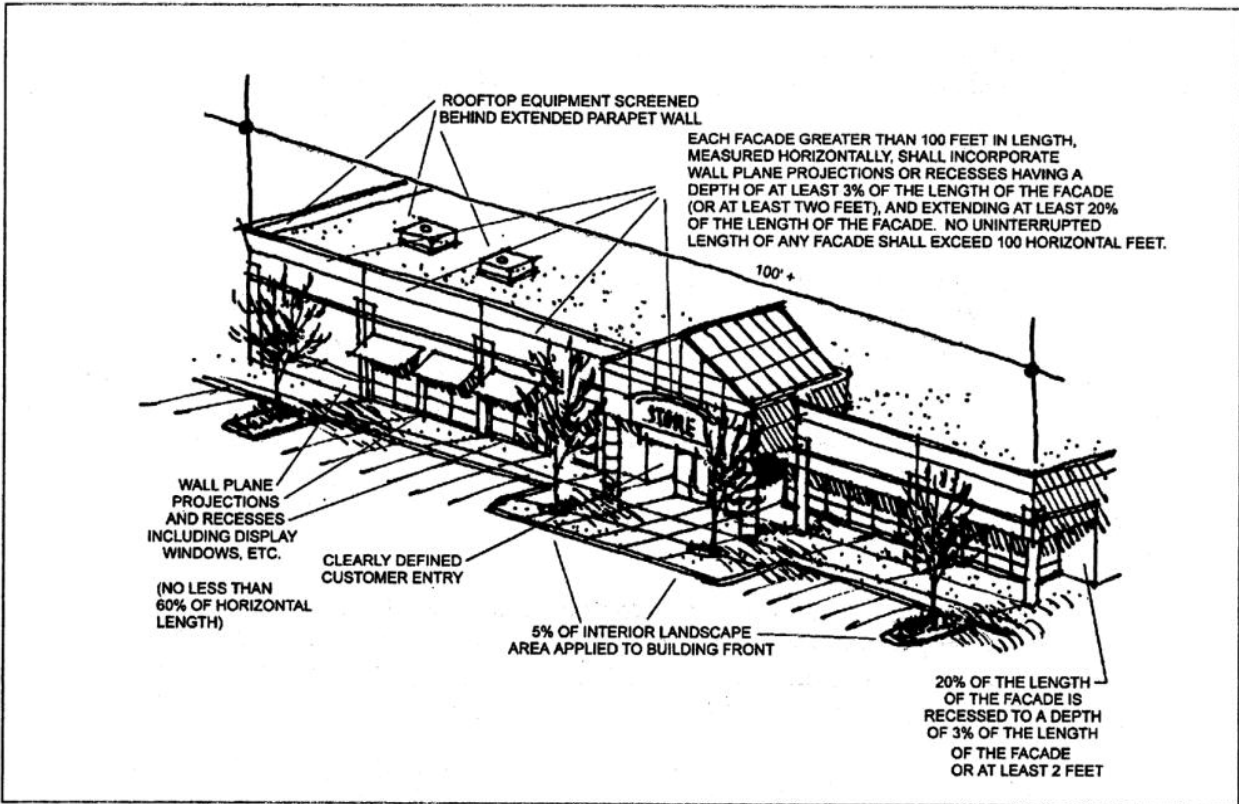 ROOFTOP EQUIPMENT SCREENED
BEHIND EXTENDED PARAPET WALL
EACH FACADE GREATER THAN 100 FEET IN LENGTH,
MEASURED HORIZONTALLY, SHALL INCORPORATE
WALL PLANE PROJECTIONS OR RECESSES HAVING A
DEPTH OF AT LEAST 3% OF THE LENGTH OF THE FACADE
(OR AT LEAST TWO FEET), AND EXTENDING AT LEAST 20%
OF THE LENGTH OF THE FACADE. NO UNINTERRUPTED
LENGTH OF ANY FACADE SHALL EXCEED 100 HORIZONTAL FEET.
100' +
STORE
WALL PLANE
PROJECTIONS
AND RECESSES
INCLUDING DISPLAY
WINDOWS, ETC.
(NO LESS THAN
60% OF HORIZONTAL
LENGTH)
CLEARLY DEFINED
CUSTOMER ENTRY
5% OF INTERIOR LANDSCAPE
AREA APPLIED TO BUILDING FRONT
20% OF THE LENGTH
OF THE FACADE IS
RECESSED TO A DEPTH
OF 3% OF THE LENGTH
OF THE FACADE
OR AT LEAST 2 FEET